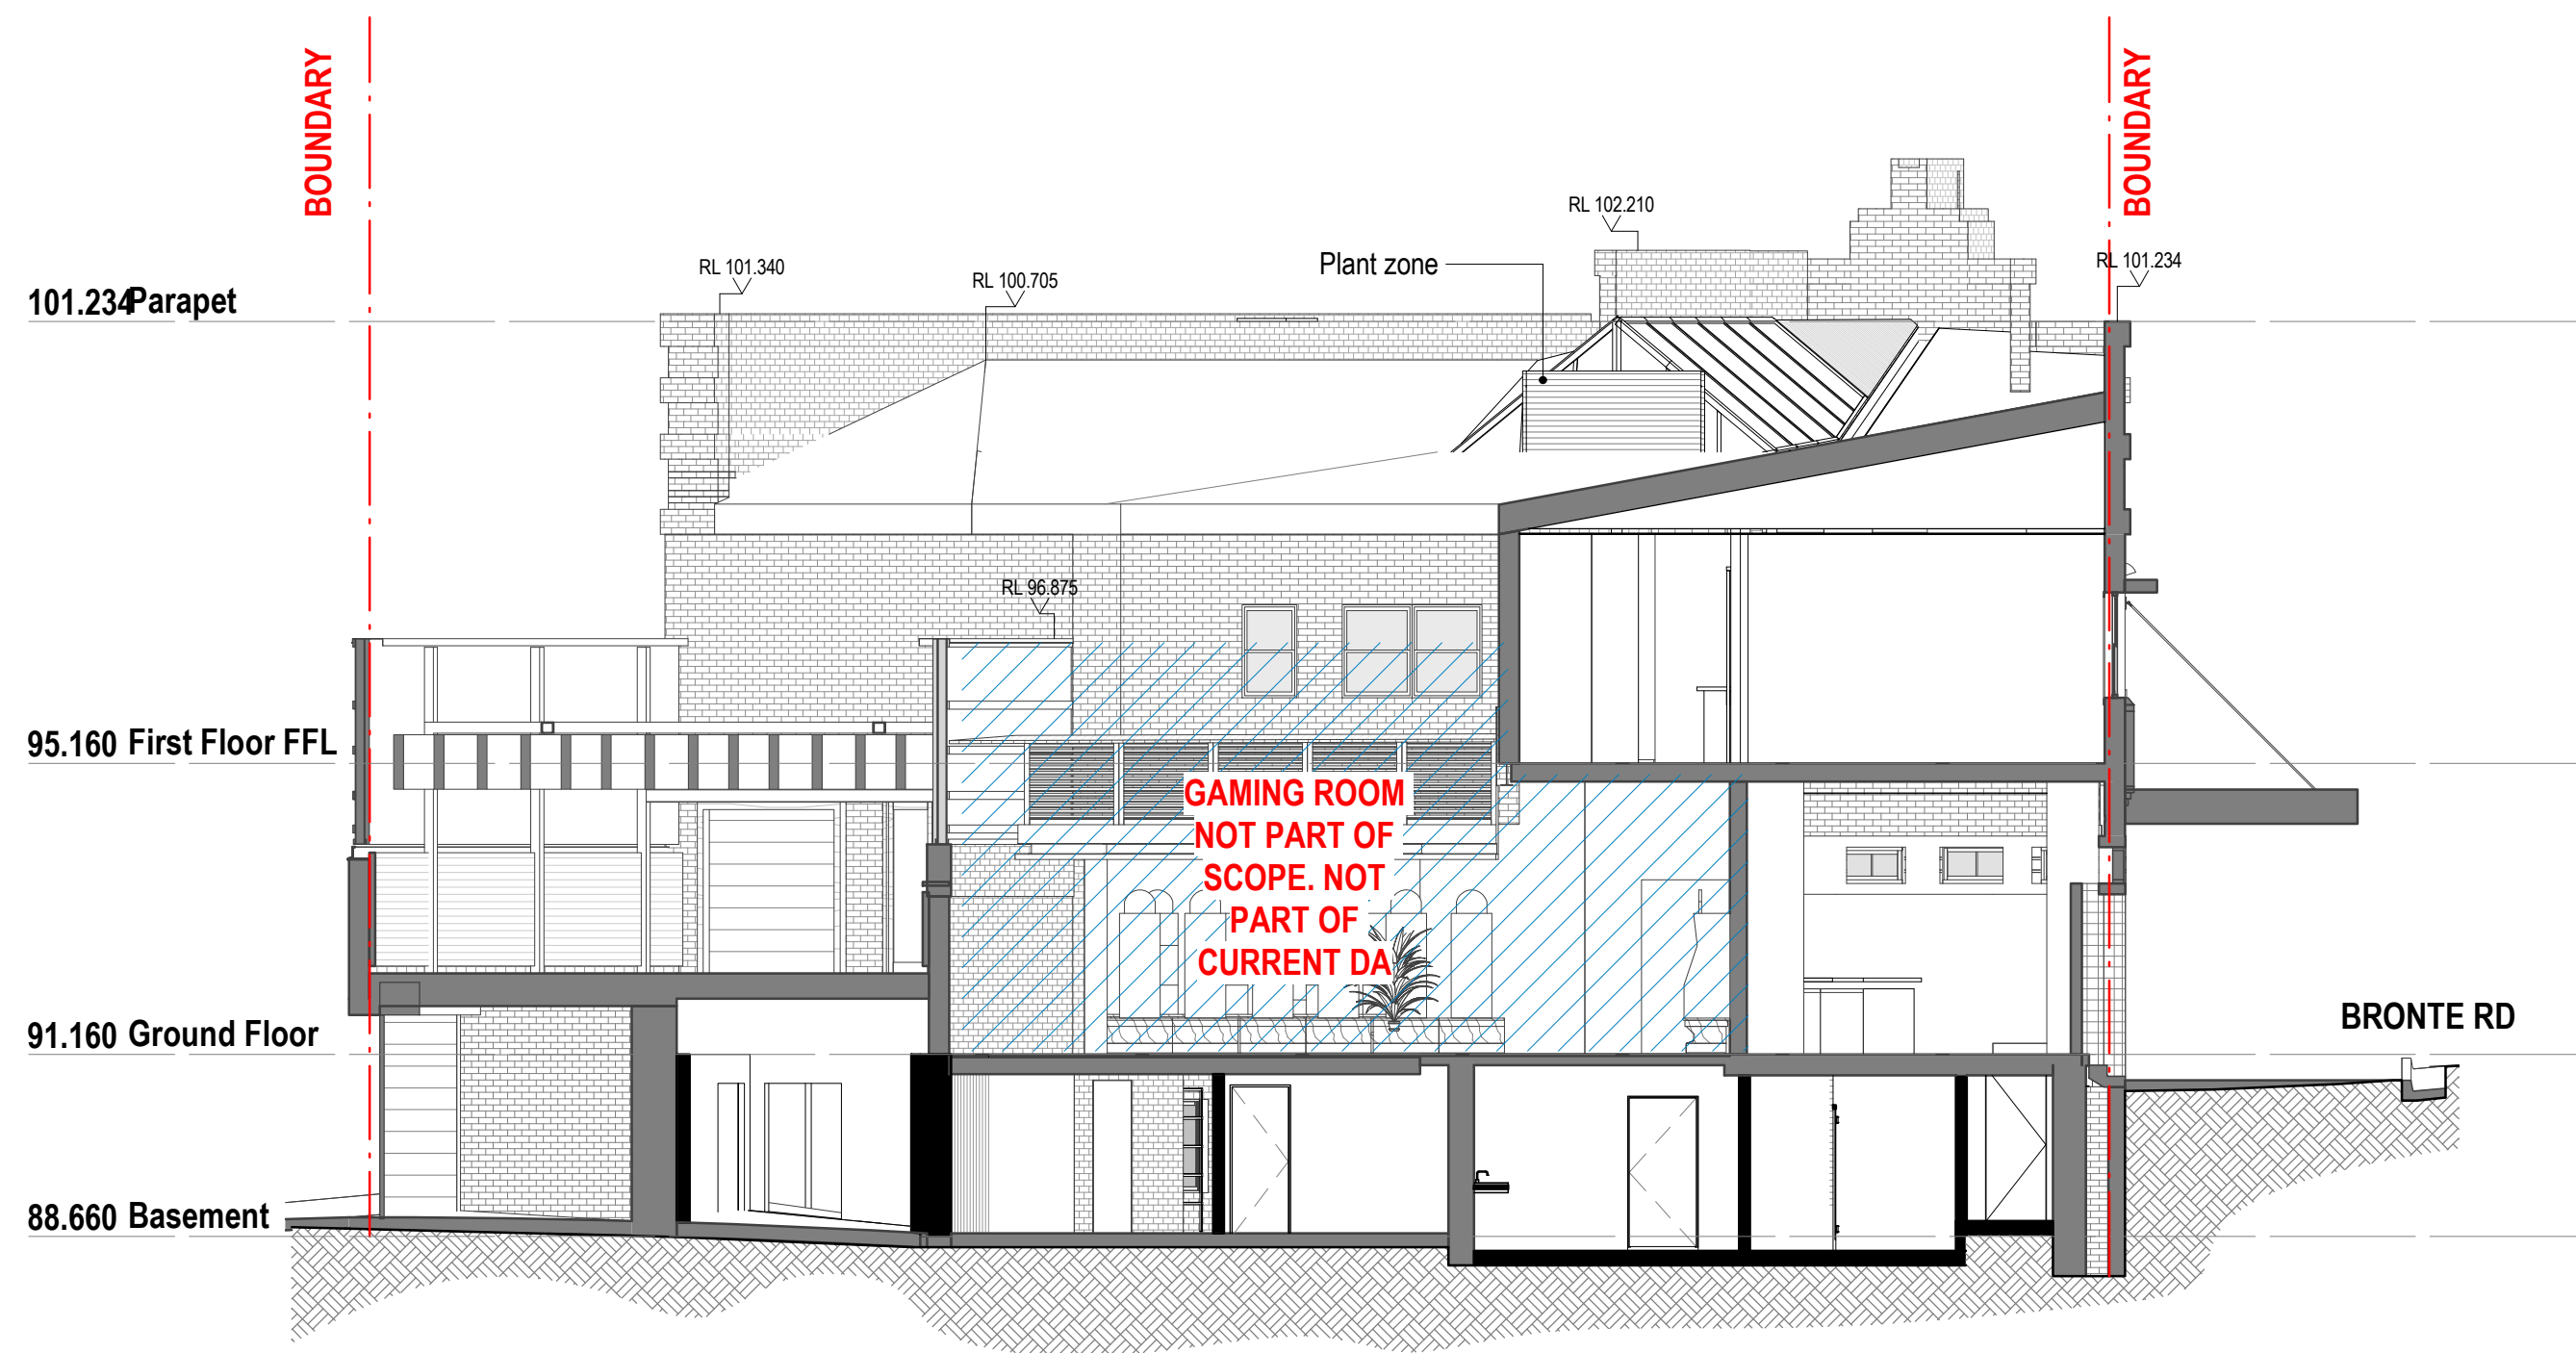 BOUNDARY
BOUNDARY
RL 102.210
Plant zone
RL 101.340
RL 100.705
RL 101.234
101.234 Parapet
RL 96.875
95.160 First Floor FFL
GAMING ROOM
NOT PART OF
SCOPE. NOT
PART OF
CURRENT DA
91.160 Ground Floor
BRONTE RD
88.660 Basement